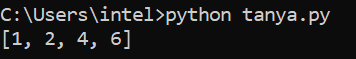 C:\Users\intel>python tanya.py
[1, 2, 4, 6]